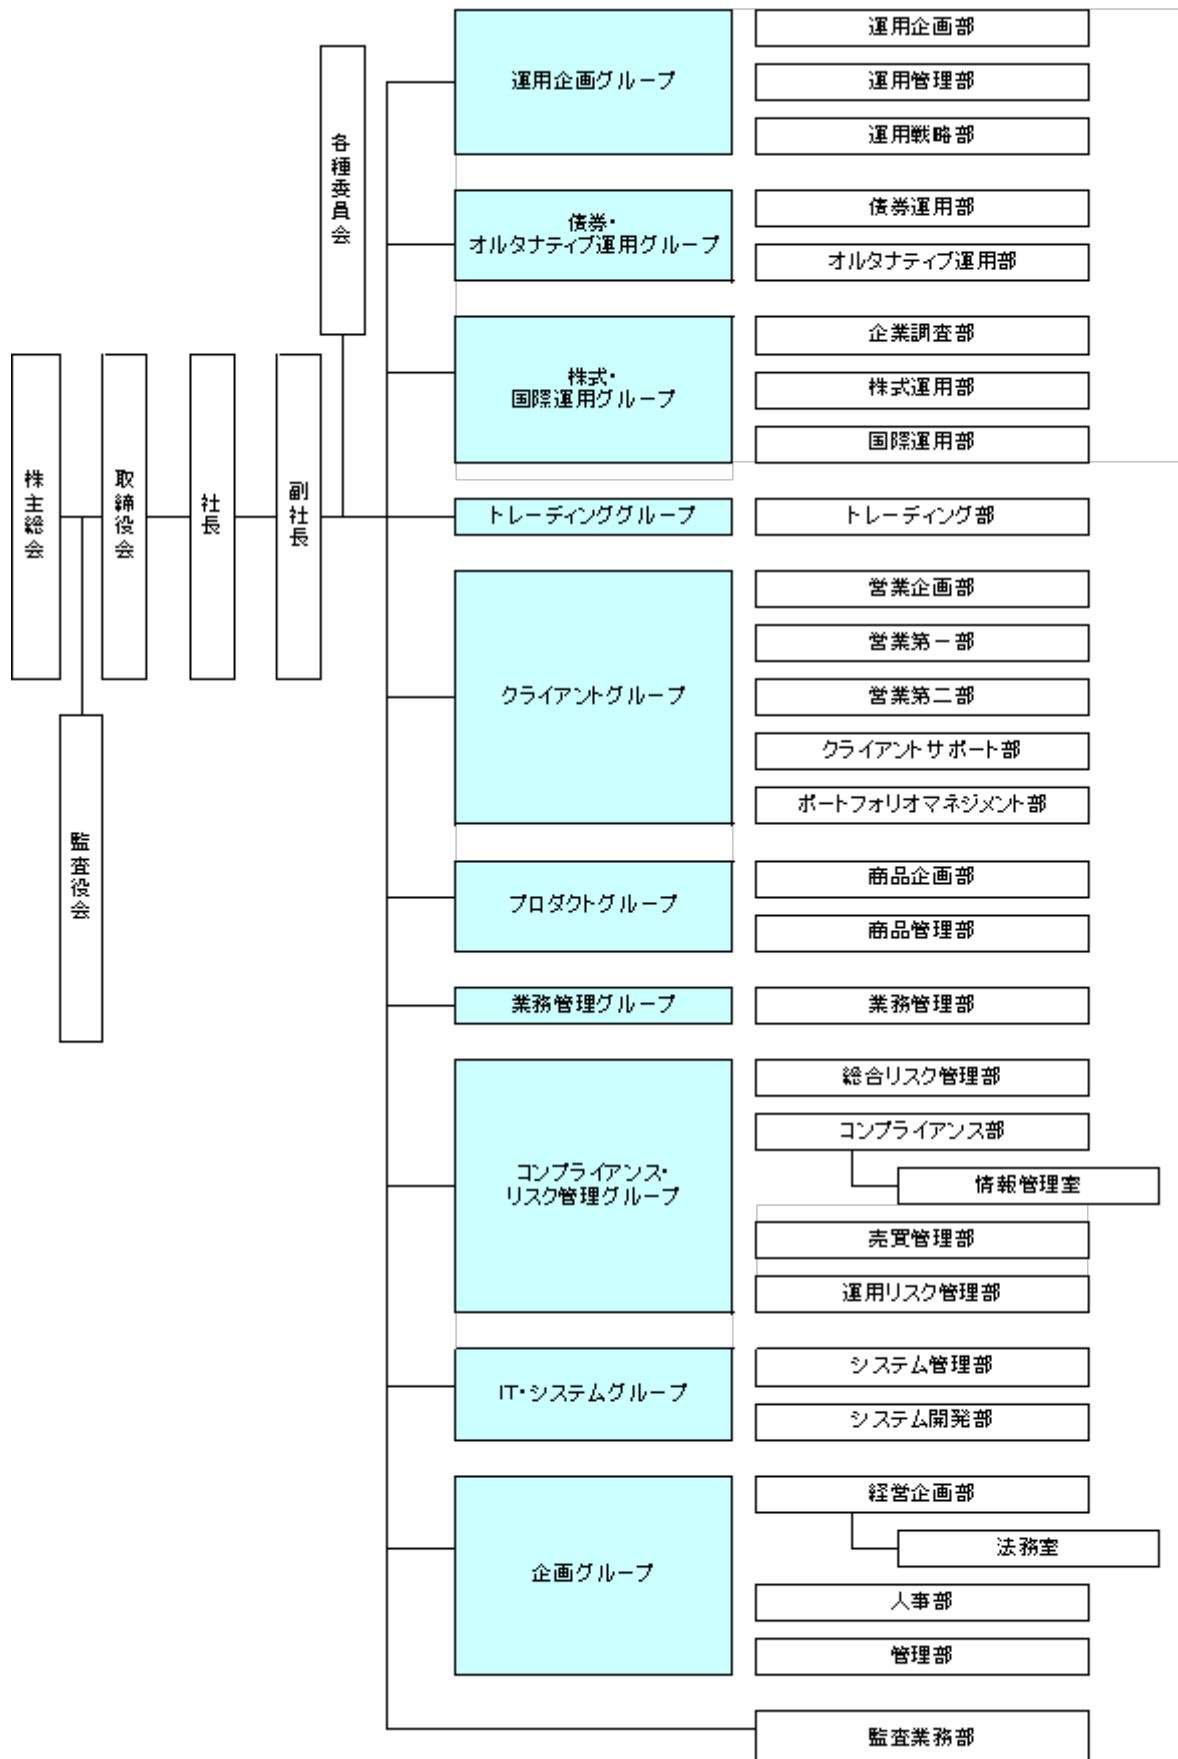 株主総会
監査役会
取締役会
社長
副社長
各種委員会
運用企画グループ
運用企画部
運用管理部
運用戦略部
債券・
オルタナティブ運用グループ
債券運用部
オルタナティブ運用部
株式・
国際運用グループ
企業調査部
株式運用部
国際運用部
トレーディンググループ
トレーディング部
クライアントグループ
営業企画部
営業第一部
営業第二部
クライアントサポート部
ポートフォリオマネジメント部
プロダクトグループ
商品企画部
商品管理部
業務管理グループ
業務管理部
コンプライアンス・
リスク管理グループ
総合リスク管理部
コンプライアンス部
情報管理室
売買管理部
運用リスク管理部
IT・システムグループ
システム管理部
システム開発部
企画グループ
経営企画部
法務室
人事部
管理部
監査業務部